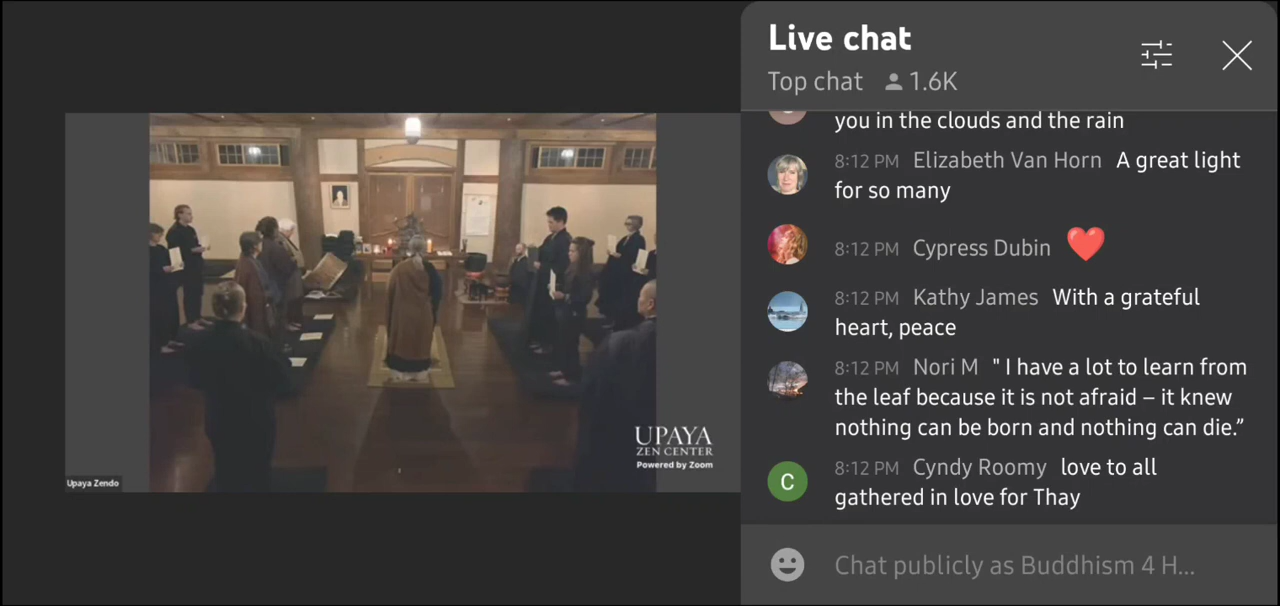 Live chat
Top chat 1.6K
you in the clouds and the rain
8:12 PM Elizabeth Van Horn A great light
for so many
8:12 PM Cypress Dubin ❤️
8:12 PM Kathy James With a grateful
heart, peace
8:12 PM Nori M " I have a lot to learn from
the leaf because it is not afraid – it knew
nothing can be born and nothing can die.”
8:12 PM Cyndy Roomy love to all
C
gathered in love for Thay
Chat publicly as Buddhism 4 H...
UPAYA
ZEN CENTER
Powered by Zoom
Upaya Zendo